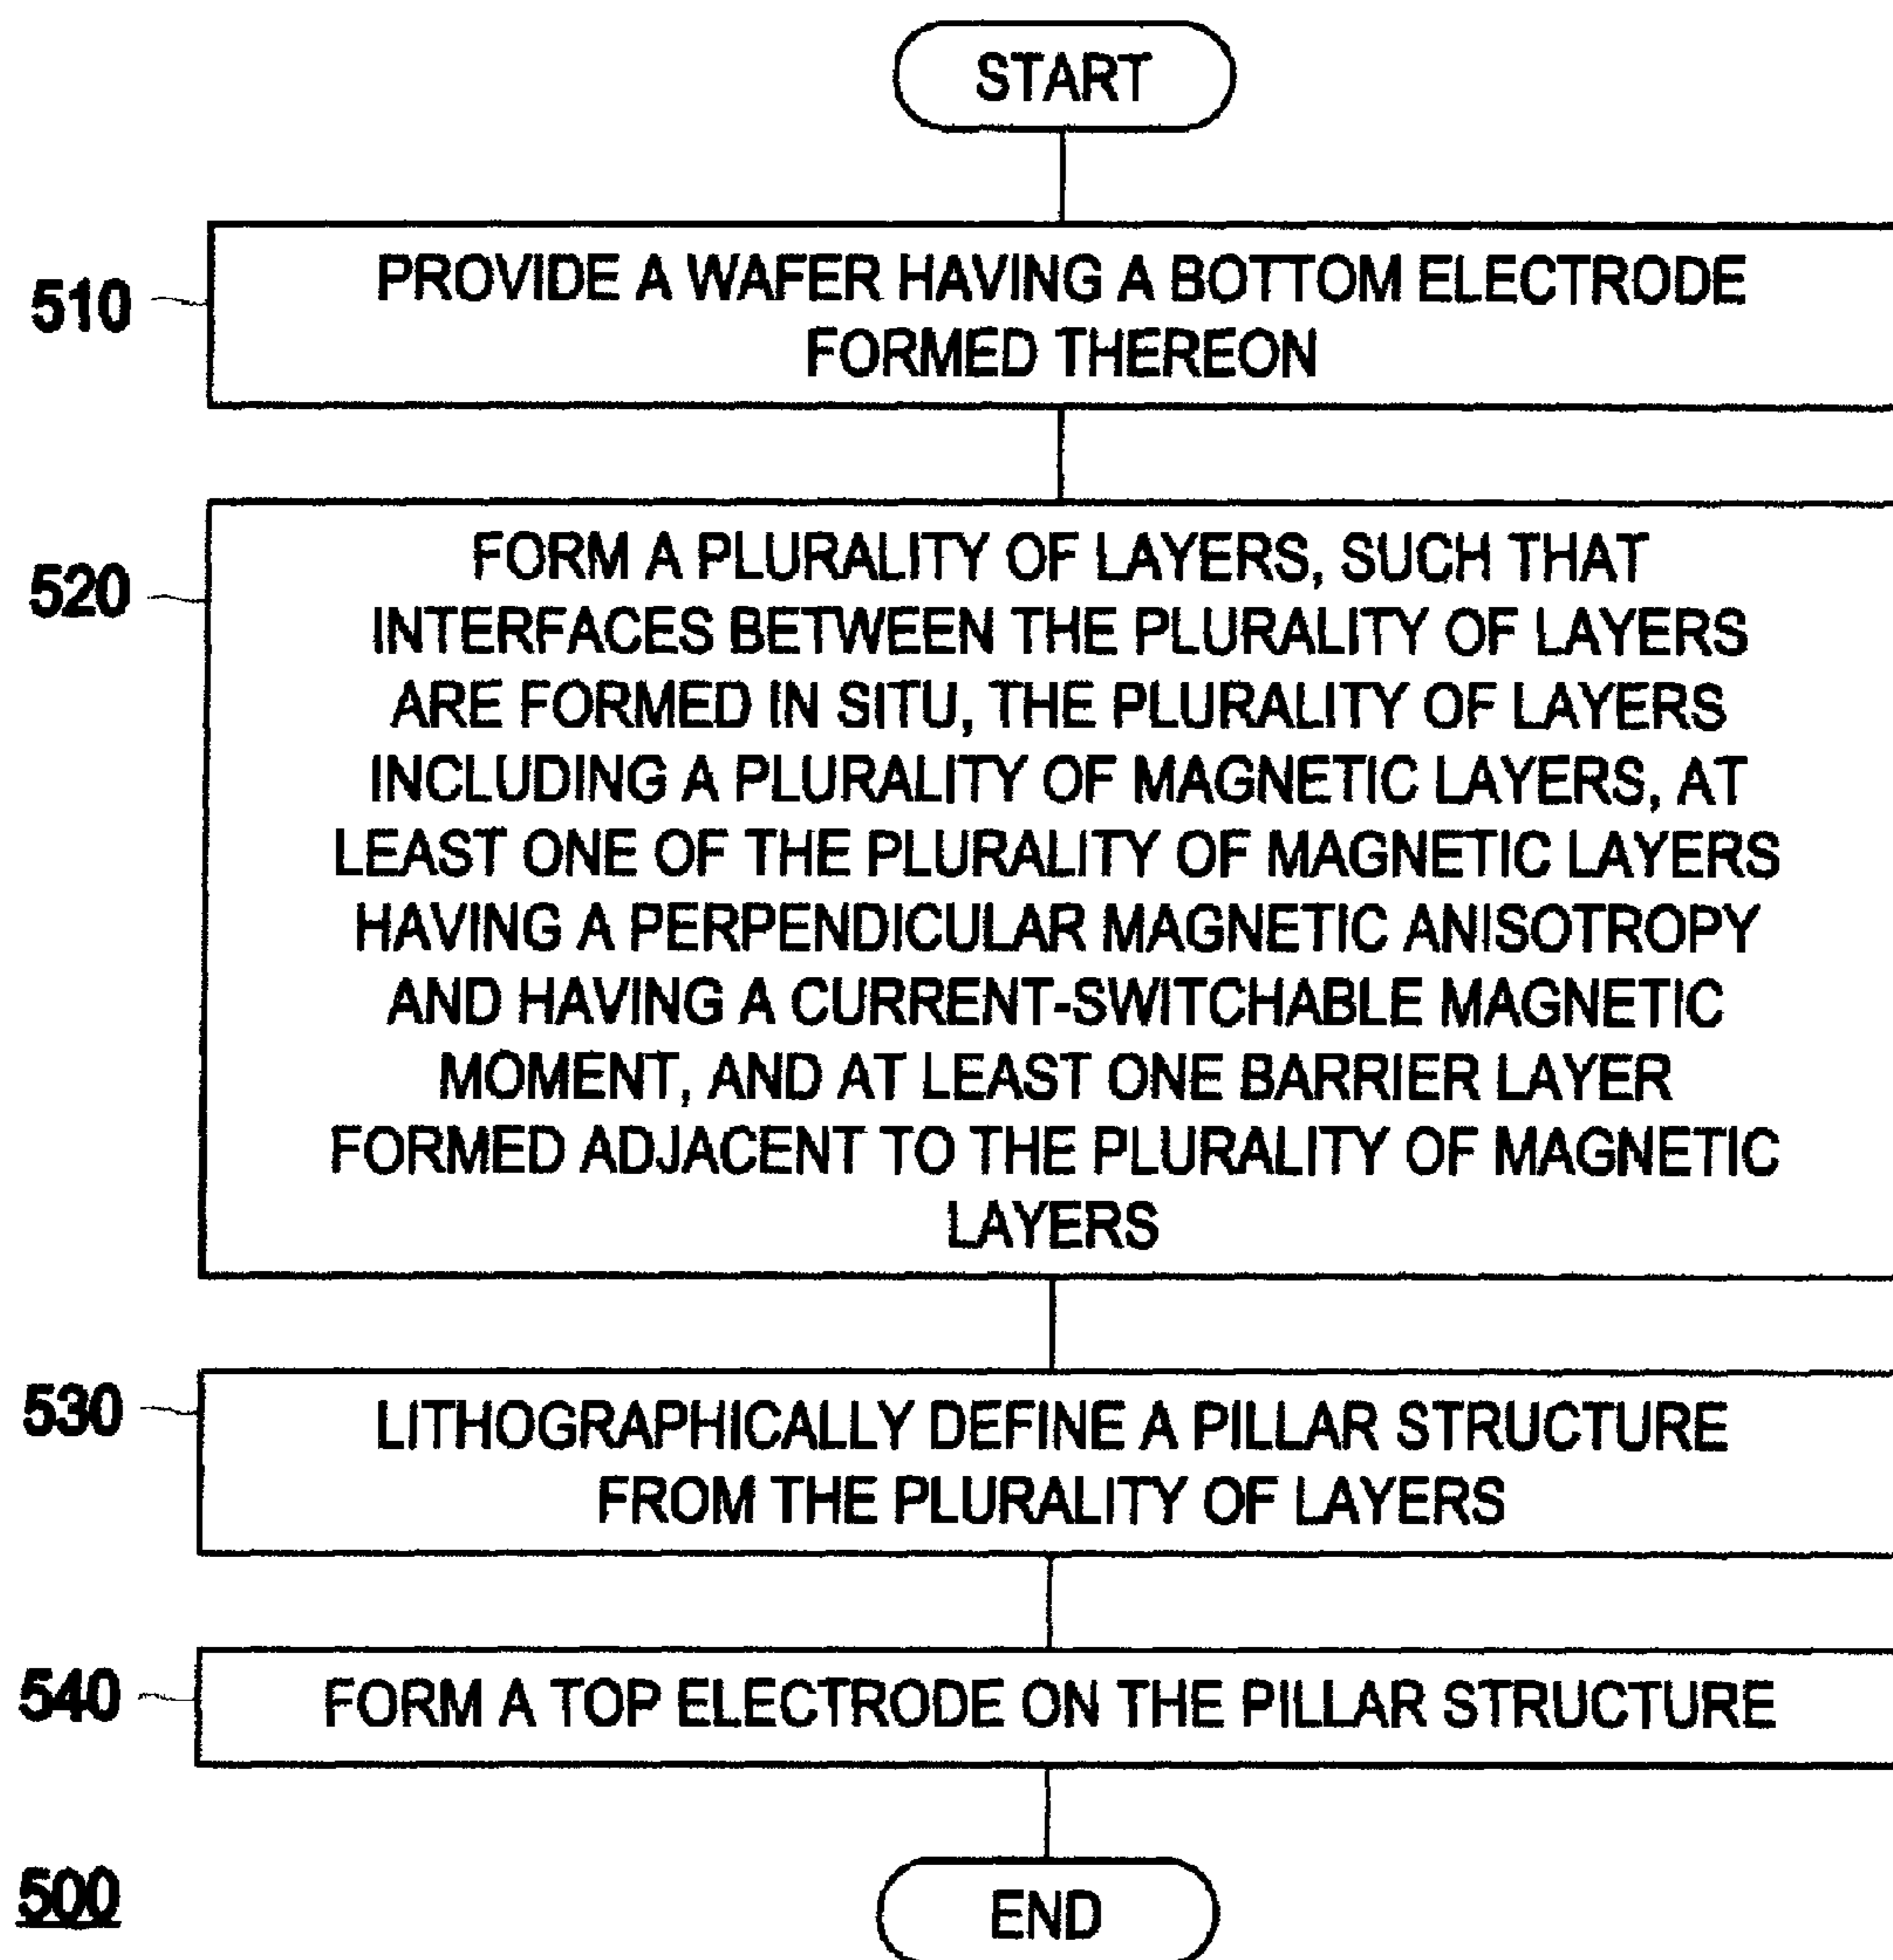 START
510
PROVIDE A WAFER HAVING A BOTTOM ELECTRODE
FORMED THEREON
520
FORM A PLURALITY OF LAYERS, SUCH THAT
INTERFACES BETWEEN THE PLURALITY OF LAYERS
ARE FORMED IN SITU, THE PLURALITY OF LAYERS
INCLUDING A PLURALITY OF MAGNETIC LAYERS, AT
LEAST ONE OF THE PLURALITY OF MAGNETIC LAYERS
HAVING A PERPENDICULAR MAGNETIC ANISOTROPY
AND HAVING A CURRENT-SWITCHABLE MAGNETIC
MOMENT, AND AT LEAST ONE BARRIER LAYER
FORMED ADJACENT TO THE PLURALITY OF MAGNETIC
LAYERS
530
LITHOGRAPHICALLY DEFINE A PILLAR STRUCTURE
FROM THE PLURALITY OF LAYERS
540
FORM A TOP ELECTRODE ON THE PILLAR STRUCTURE
500
END